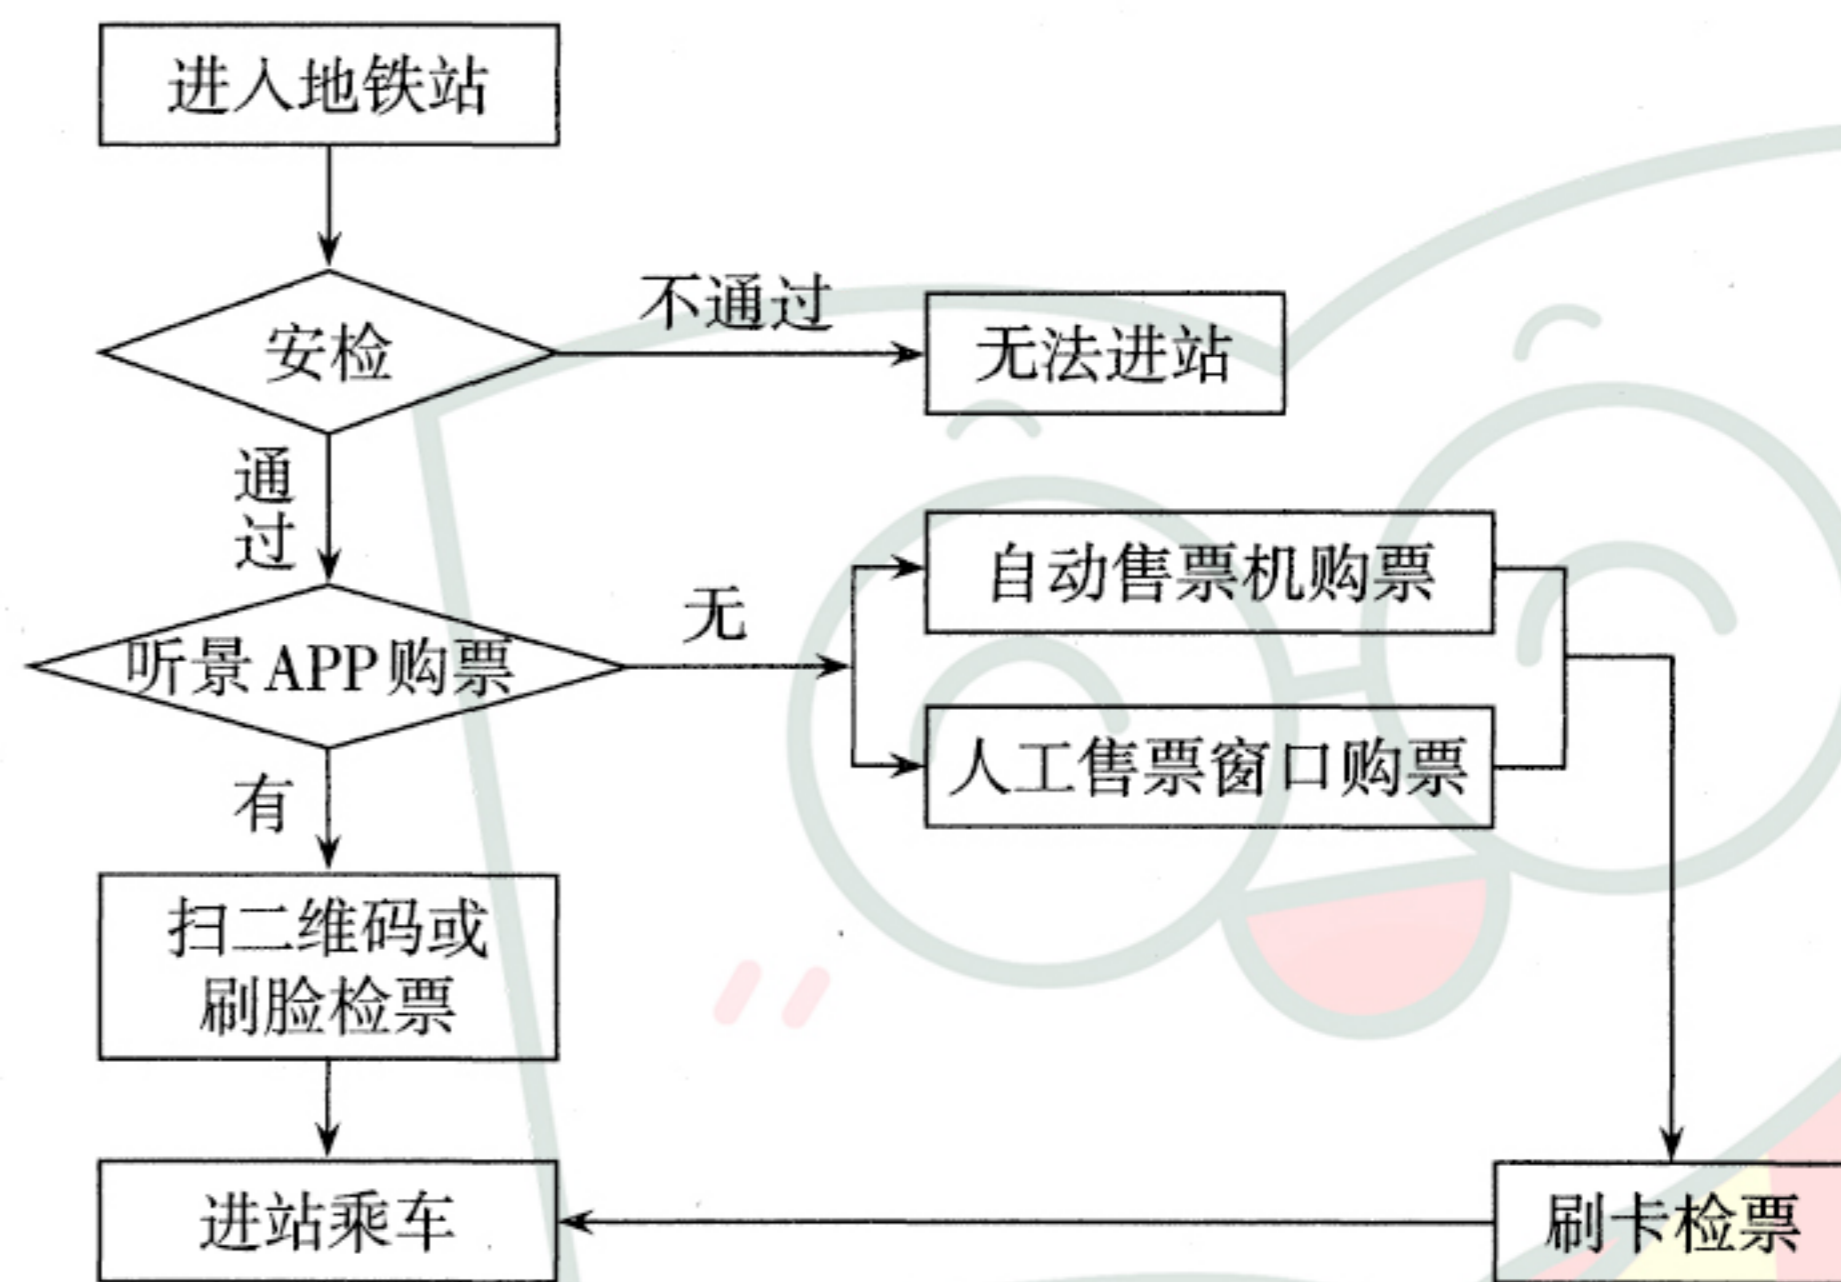 进入地铁站
安检
不通过
无法进站
通
过
听景APP购票
无
自动售票机购票
人工售票窗口购票
有
扫二维码或
刷脸检票
进站乘车
刷卡检票